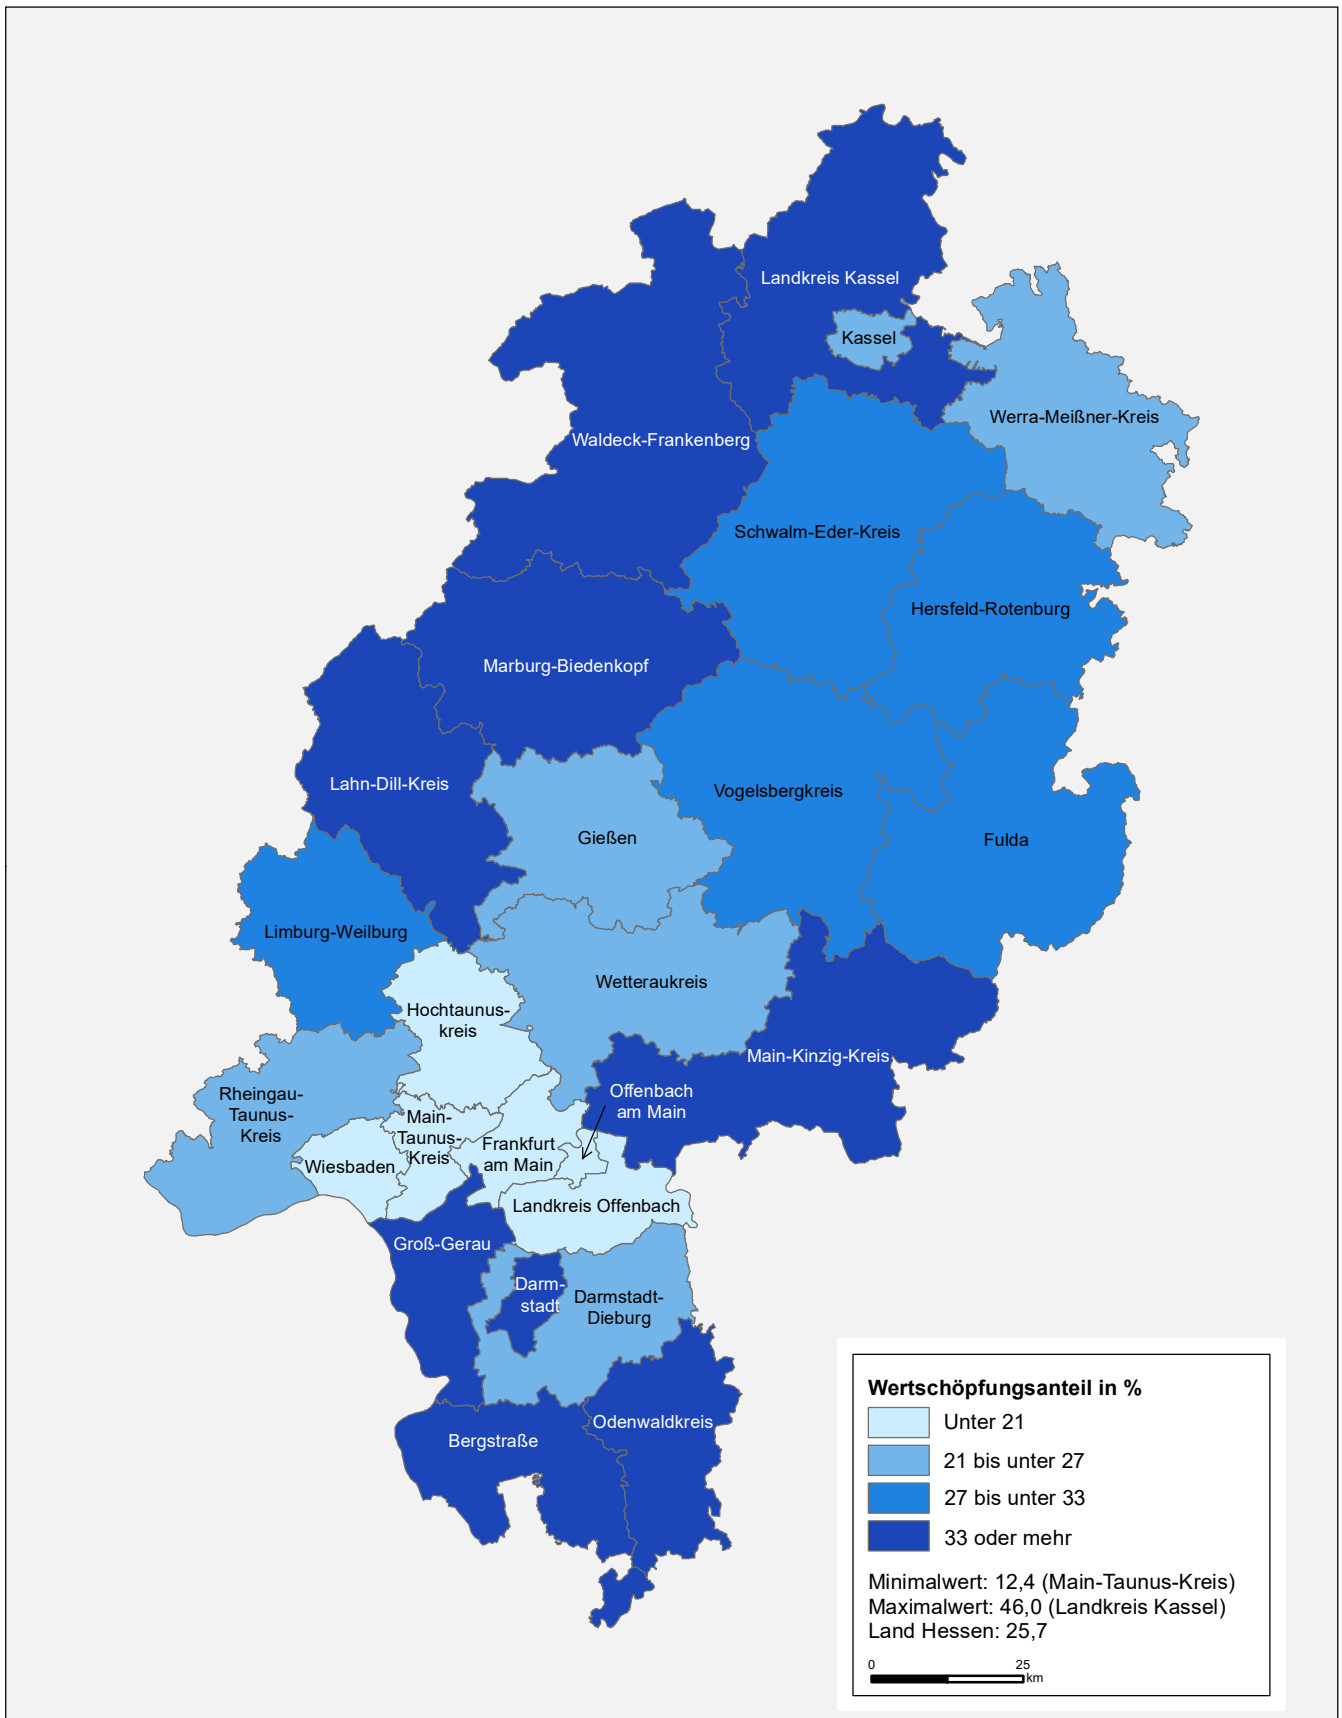 Landkreis Kassel
Kassel
Werra-Meißner-Kreis
Waldeck-Frankenberg
Schwalm-Eder-Kreis
Hersfeld-Rotenburg
Marburg-Biedenkopf
Lahn-Dill-Kreis
Vogelsbergkreis
Gießen
Fulda
Limburg-Weilburg
Wetteraukreis
Hochtaunus-
kreis
Main-Kinzig-Kreis
Rheingau-
Taunus-
Kreis
Offenbach
am Main
Main-
Taunus-
Kreis
Frankfurt
am Main
Wiesbaden
Landkreis Offenbach
Groß-Gerau
Darm-
stadt
Darmstadt-
Dieburg
Odenwaldkreis
Bergstraße
Wertschöpfungsanteil in %
Unter 21
21 bis unter 27
27 bis unter 33
33 oder mehr
Minimalwert: 12,4 (Main-Taunus-Kreis)
Maximalwert: 46,0 (Landkreis Kassel)
Land Hessen: 25,7
0 25
km